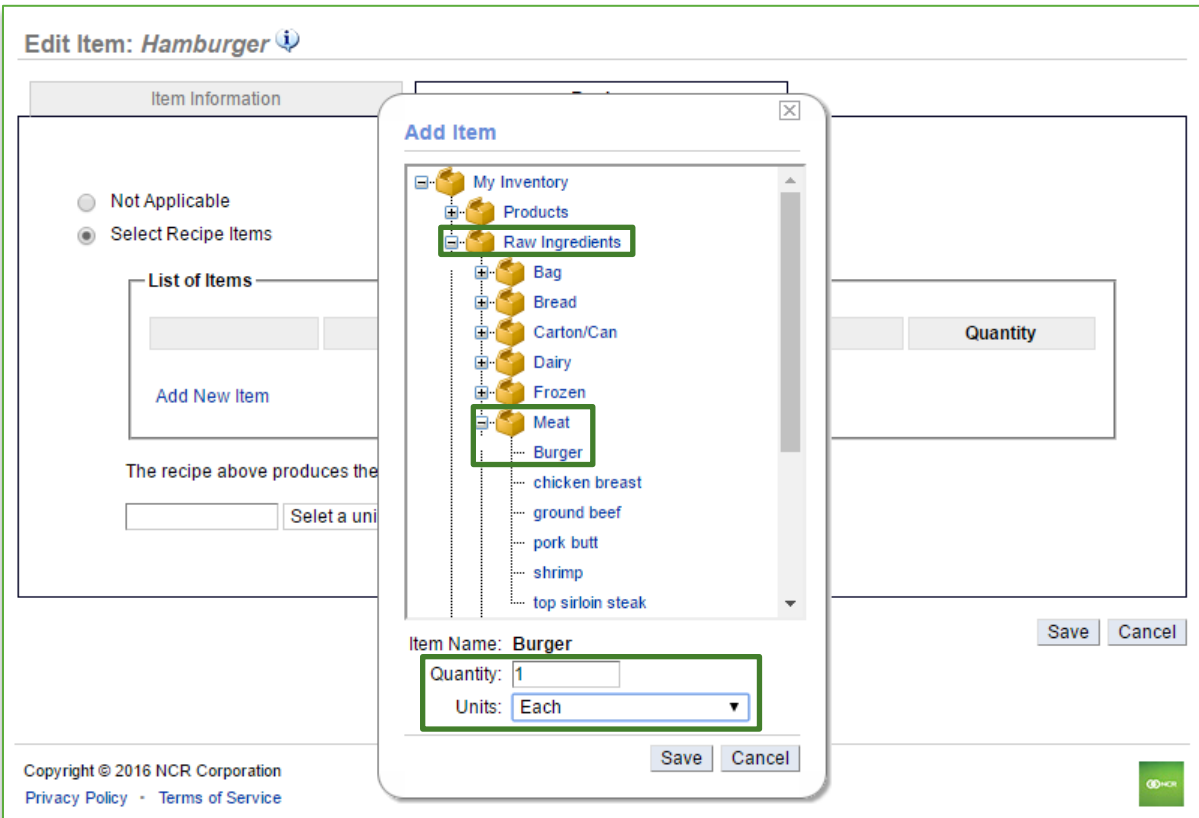 Edit Item: Hamburger
Item Information
Not Applicable
Select Recipe Items
List of Items
Quantity
Add New Item
The recipe above produces the
Selet a uni
Save Cancel
Add Item
My Inventory
Products
Raw Ingredients
Bag
Bread
Carton/Can
Dairy
Frozen
Meat
Burger
chicken breast
ground beef
pork butt
shrimp
top sirloin steak
Item Name: Burger
Quantity: 1
Units: Each
Save Cancel
Copyright © 2016 NCR Corporation
Privacy Policy · Terms of Service
NCR